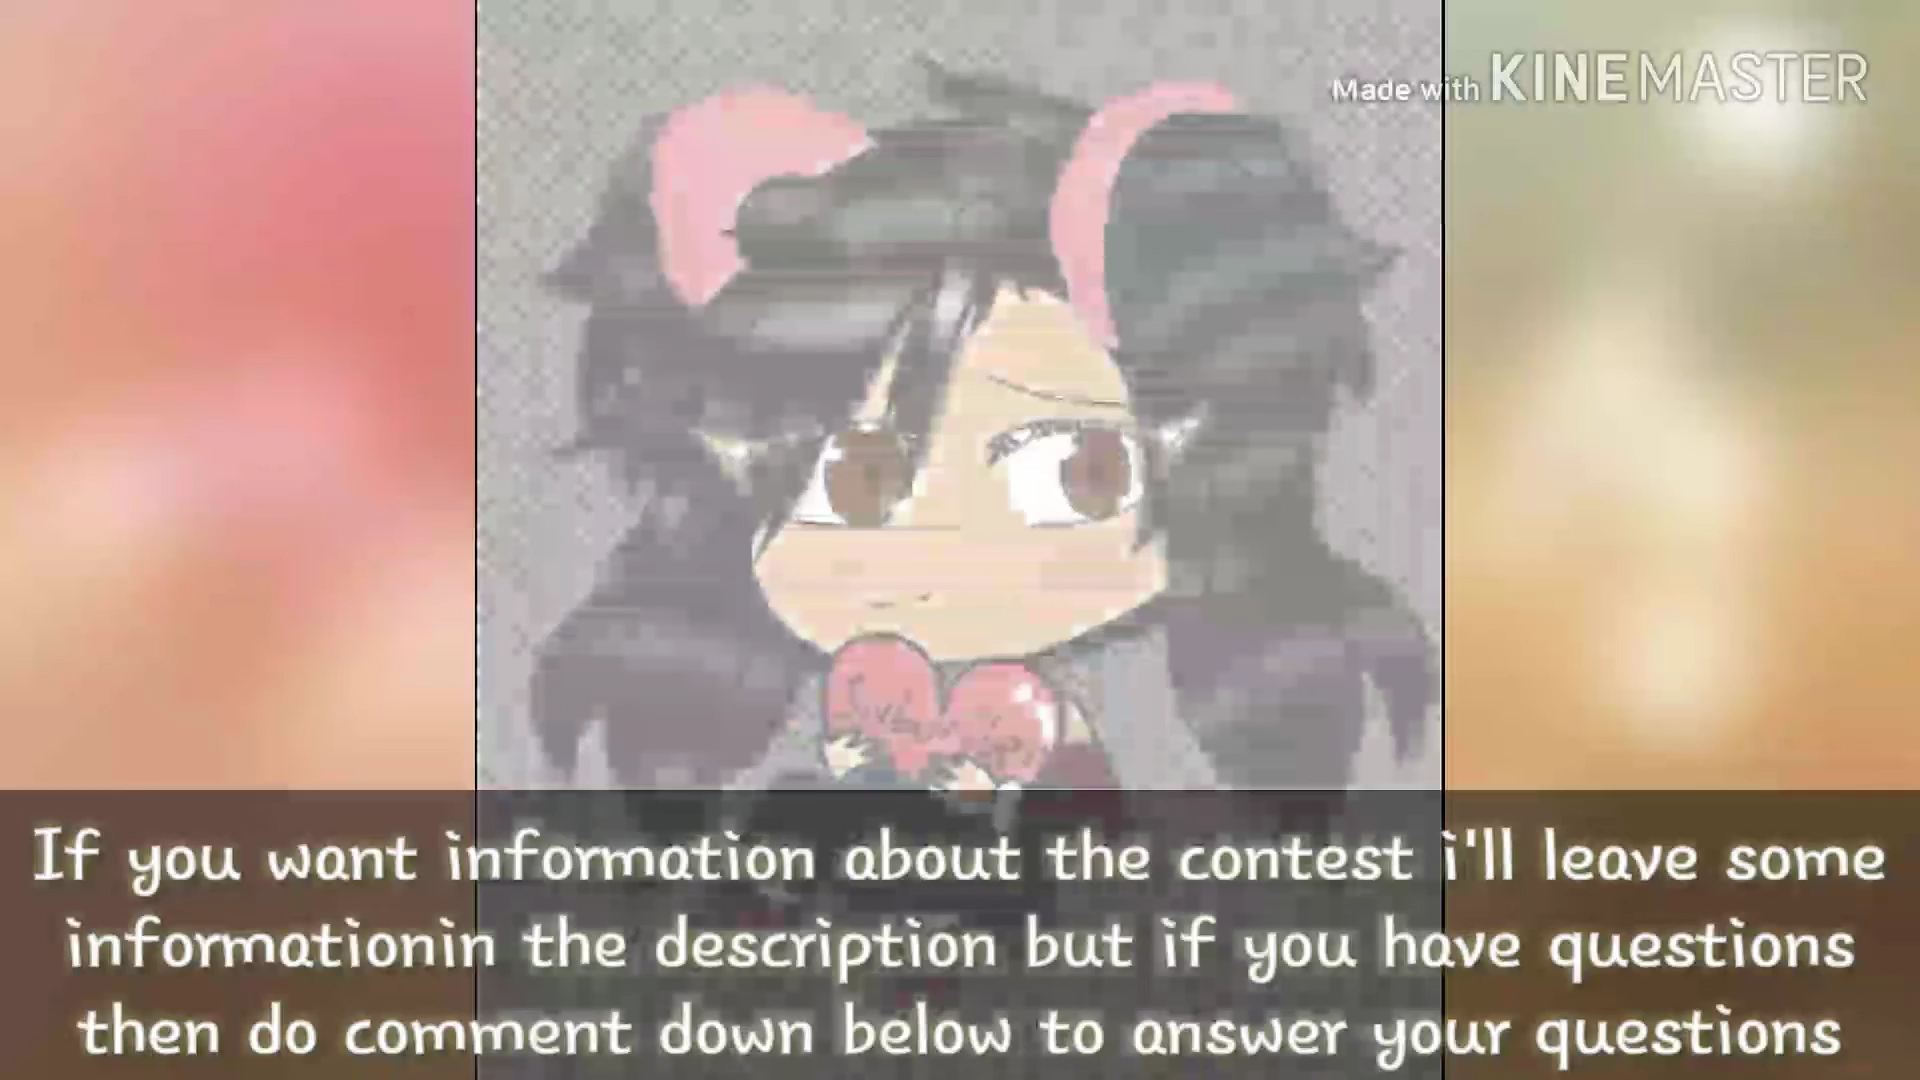 Made with KINEMASTER
If you want information about the contest i'll leave some
informationin the description but if you have questions
then do comment down below to answer your questions